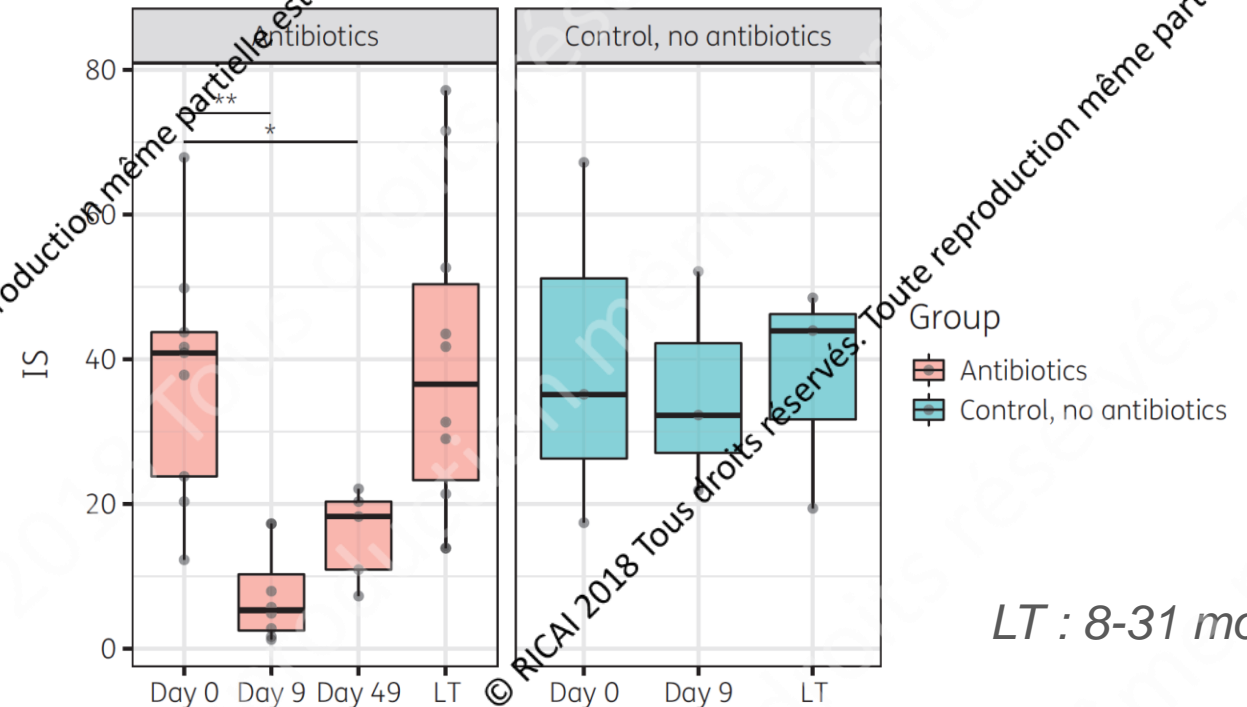 Antibiotics
Control, no antibiotics
80
60
40
20
0
IS
**
*
Day 0 Day 9 Day 49 LT
Day 0 Day 9 LT
Group
Antibiotics
Control, no antibiotics
LT : 8-31 mo
production même partielle est
© RICAI 2018 Tous droits réservés. Toute reproduction même part